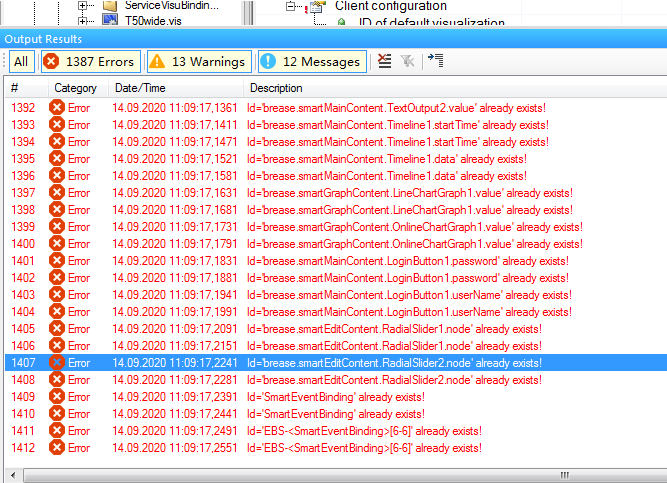 ServiceVisuBindin...
Client configuration
T50wide.vis
ID of default visualization
Output Results
All 1387 Errors 13 Warnings 12 Messages
# Category Date/Time Description
1392 Error 14.09.2020 11:09:17,1361 Id='brease.smartMainContent.TextOutput2.value' already exists!
1393 Error 14.09.2020 11:09:17,1411 Id='brease.smartMainContent.Timeline1.startTime' already exists!
1394 Error 14.09.2020 11:09:17,1471 Id='brease.smartMainContent.Timeline1.startTime' already exists!
1395 Error 14.09.2020 11:09:17,1521 Id='brease.smartMainContent.Timeline1.data' already exists!
1396 Error 14.09.2020 11:09:17,1581 Id='brease.smartMainContent.Timeline1.data' already exists!
1397 Error 14.09.2020 11:09:17,1631 Id='brease.smartGraphContent.LineChartGraph1.value' already exists!
1398 Error 14.09.2020 11:09:17,1681 Id='brease.smartGraphContent.LineChartGraph1.value' already exists!
1399 Error 14.09.2020 11:09:17,1731 Id='brease.smartGraphContent.OnlineChartGraph1.value' already exists!
1400 Error 14.09.2020 11:09:17,1791 Id='brease.smartGraphContent.OnlineChartGraph1.value' already exists!
1401 Error 14.09.2020 11:09:17,1831 Id='brease.smartMainContent.LoginButton1.password' already exists!
1402 Error 14.09.2020 11:09:17,1881 Id='brease.smartMainContent.LoginButton1.password' already exists!
1403 Error 14.09.2020 11:09:17,1941 Id='brease.smartMainContent.LoginButton1.userName' already exists!
1404 Error 14.09.2020 11:09:17,1991 Id='brease.smartMainContent.LoginButton1.userName' already exists!
1405 Error 14.09.2020 11:09:17,2091 Id='brease.smartEditContent.RadialSlider1.node' already exists!
1406 Error 14.09.2020 11:09:17,2151 Id='brease.smartEditContent.RadialSlider1.node' already exists!
1407 Error 14.09.2020 11:09:17,2241 Id='brease.smartEditContent.RadialSlider2.node' already exists!
1408 Error 14.09.2020 11:09:17,2281 Id='brease.smartEditContent.RadialSlider2.node' already exists!
1409 Error 14.09.2020 11:09:17,2391 Id='SmartEventBinding' already exists!
1410 Error 14.09.2020 11:09:17,2441 Id='SmartEventBinding' already exists!
1411 Error 14.09.2020 11:09:17,2491 Id='EBS-<SmartEventBinding>[6-6]' already exists!
1412 Error 14.09.2020 11:09:17,2551 Id='EBS-<SmartEventBinding>[6-6]' already exists!